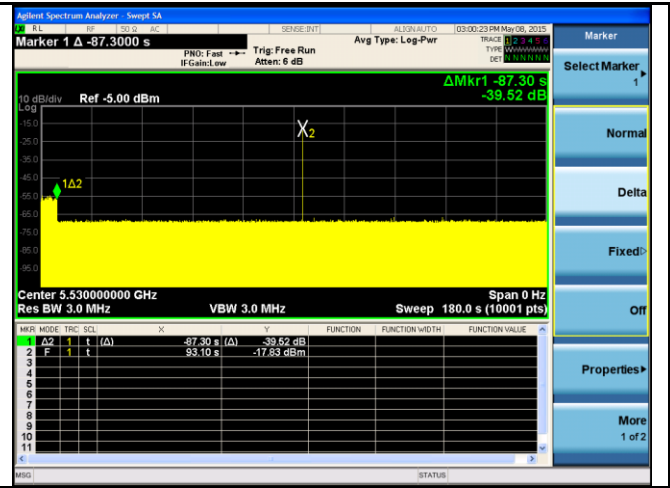 Agilent Spectrum Analyzer - Swept SA
RL RF 50 Ω AC SENSE:INT ALIGN AUTO 03:00:23 PM May 08, 2015
Marker 1 Δ -87.3000 s
PNO: Fast
IFGain:Low
Trig: Free Run
Atten: 6 dB
Avg Type: Log-Pwr
TRACE 1 2 3 4 5 6
TYPE WWWWWW
DET N N N N N N
ΔMkr1 -87.30 s
-39.52 dB
10 dB/div Ref -5.00 dBm
Log
-15.0
-25.0
-35.0
-45.0
-55.0
-65.0
-75.0
-85.0
-95.0
X2
1Δ2
Center 5.530000000 GHz Span 0 Hz
Res BW 3.0 MHz VBW 3.0 MHz Sweep 180.0 s (10001 pts)
MKR MODE TRC SCL X Y FUNCTION FUNCTION WIDTH FUNCTION VALUE
1 Δ2 1 t (Δ) -87.30 s (Δ) -39.52 dB
2 F 1 t 93.10 s -17.83 dBm
3
4
5
6
7
8
9
10
11
MSG STATUS
Marker
Select Marker
1
Normal
Delta
Fixed
Off
Properties
More
1 of 2